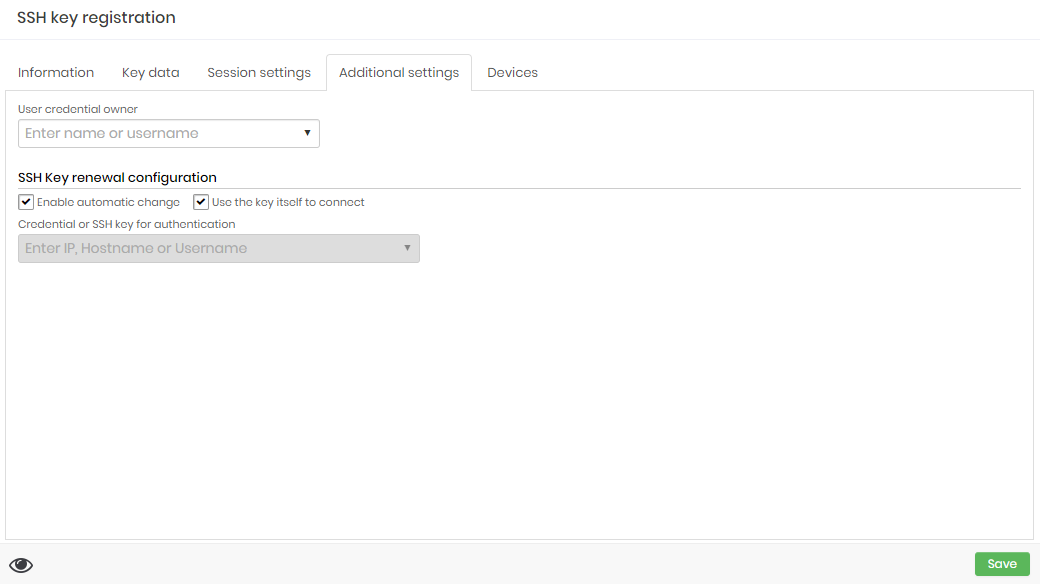 SSH key registration
Information Key data Session settings Additional settings Devices
User credential owner
Enter name or username
SSH Key renewal configuration
Enable automatic change Use the key itself to connect
Credential or SSH key for authentication
Enter IP, Hostname or Username
Save